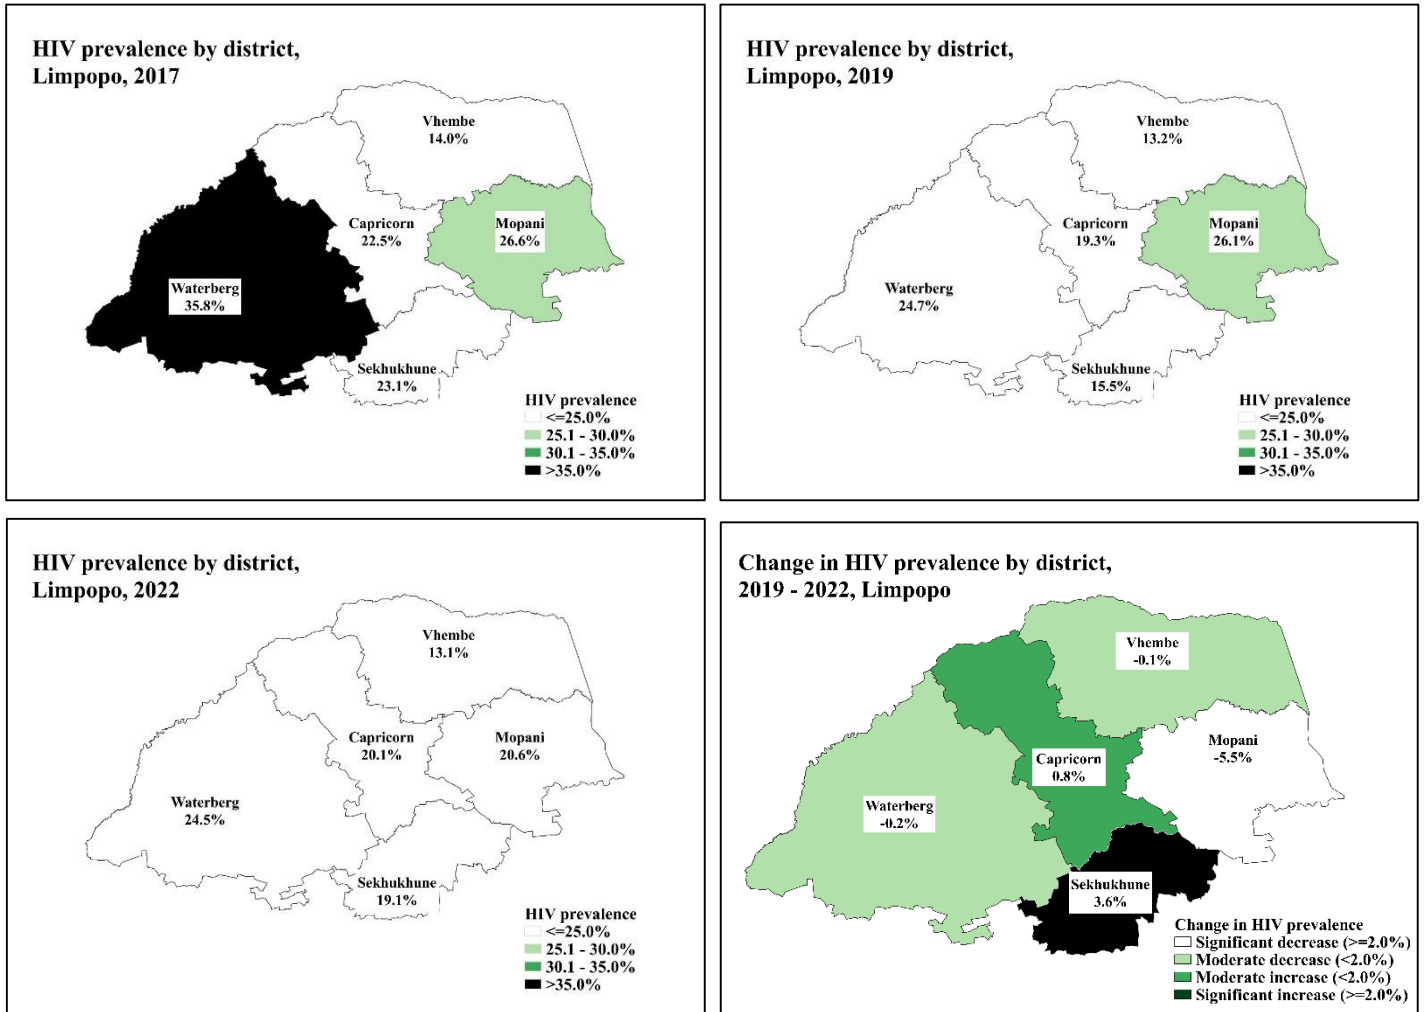 HIV prevalence by district,
Limpopo, 2017
Vhembe
14.0%
Capricorn
22.5%
Mopani
26.6%
Waterberg
35.8%
Sekhukhune
23.1%
HIV prevalence
<=25.0%
25.1 - 30.0%
30.1 - 35.0%
>35.0%
HIV prevalence by district,
Limpopo, 2019
Vhembe
13.2%
Capricorn
19.3%
Mopani
26.1%
Waterberg
24.7%
Sekhukhune
15.5%
HIV prevalence
<=25.0%
25.1 - 30.0%
30.1 - 35.0%
>35.0%
HIV prevalence by district,
Limpopo, 2022
Vhembe
13.1%
Capricorn
20.1%
Mopani
20.6%
Waterberg
24.5%
Sekhukhune
19.1%
HIV prevalence
<=25.0%
25.1 - 30.0%
30.1 - 35.0%
>35.0%
Change in HIV prevalence by district,
2019 - 2022, Limpopo
Vhembe
-0.1%
Mopani
-5.5%
Capricorn
0.8%
Waterberg
-0.2%
Sekhukhune
3.6%
Change in HIV prevalence
Significant decrease (>=2.0%)
Moderate decrease (<2.0%)
Moderate increase (<2.0%)
Significant increase (>=2.0%)